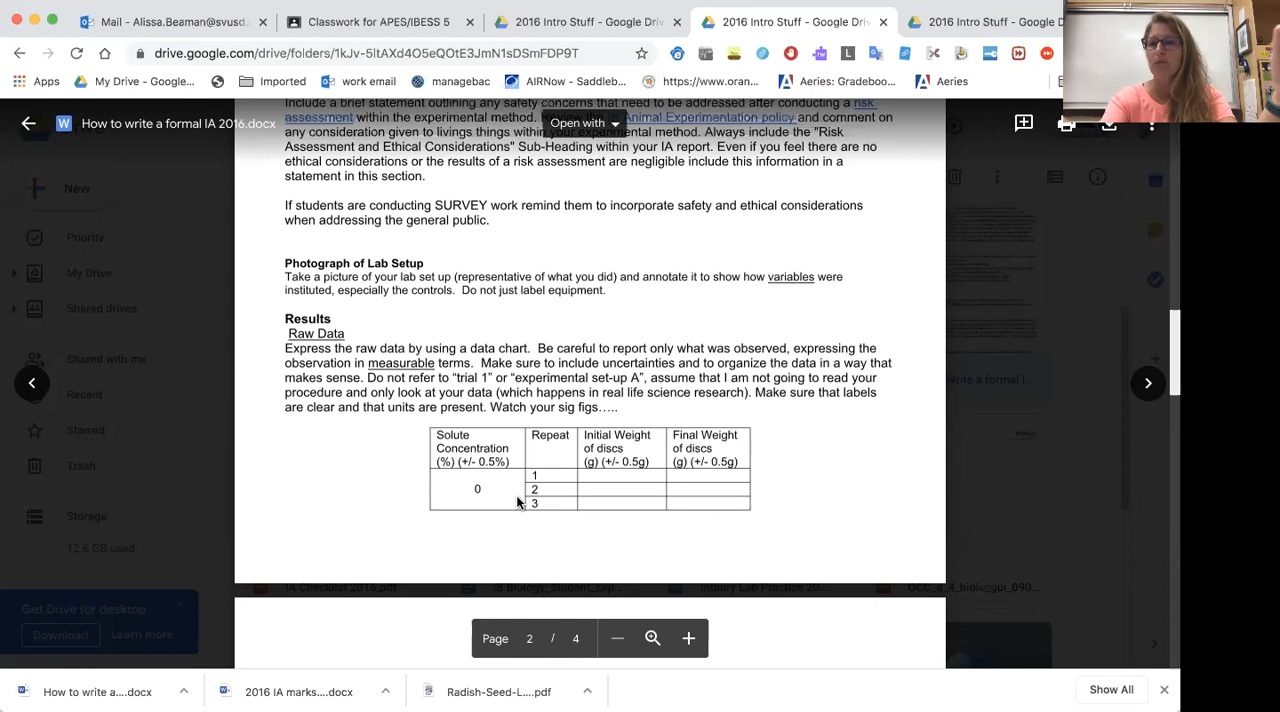 Mail - Alissa.Beaman@svusd.
Classwork for APES/IBESS 5
2016 Intro Stuff - Google Drive
2016 Intro Stuff - Google Drive
2016 Intro Stuff - Google D
drive.google.com/drive/folders/
Apps
My Drive - Google...
Imported
work email
managebac
AIRNow - Saddleb...
https://www.oran...
Aeries: Gradeboo...
Aeries
How to write a formal IA 2016.docx
Open with
New
Priority
My Drive
Shared drives
Shared with me
Recent
Starred
Trash
Storage
12.6 GB used
Get Drive for desktop
Download
Learn more
Include a brief statement outlining any safety concerns that need to be addressed after conducting a risk
assessment within the experimental method. Animal Experimentation policy and comment on
any consideration given to living things within your experimental method. Always include the "Risk
Assessment and Ethical Considerations" Sub-Heading within your IA report. Even if you feel there are no
ethical considerations or the results of a risk assessment are negligible include this information in a
statement in this section.
If students are conducting SURVEY work remind them to incorporate safety and ethical considerations
when addressing the general public.
Photograph of Lab Setup
Take a picture of your lab set up (representative of what you did) and annotate it to show how variables were
instituted, especially the controls. Do not just label equipment.
Results
Raw Data
Express the raw data by using a data chart. Be careful to report only what was observed, expressing the
observation in measurable terms. Make sure to include uncertainties and to organize the data in a way that
makes sense. Do not refer to “trial 1” or “experimental set-up A”, assume that I am not going to read your
procedure and only look at your data (which happens in real life science research). Make sure that labels
are clear and that units are present. Watch your sig figs…..
Solute Concentration (%) (+/- 0.5%)
Repeat
Initial Weight of discs (g) (+/- 0.5g)
Final Weight of discs (g) (+/- 0.5g)
0
1
2
3
IA Checklist 2016.pdf
IB Biology_Student_Exp...
Inquiry Lab Practice 20...
Page 2 / 4
How to write a....docx
2016 IA marks....docx
Radish-Seed-L....pdf
Show All